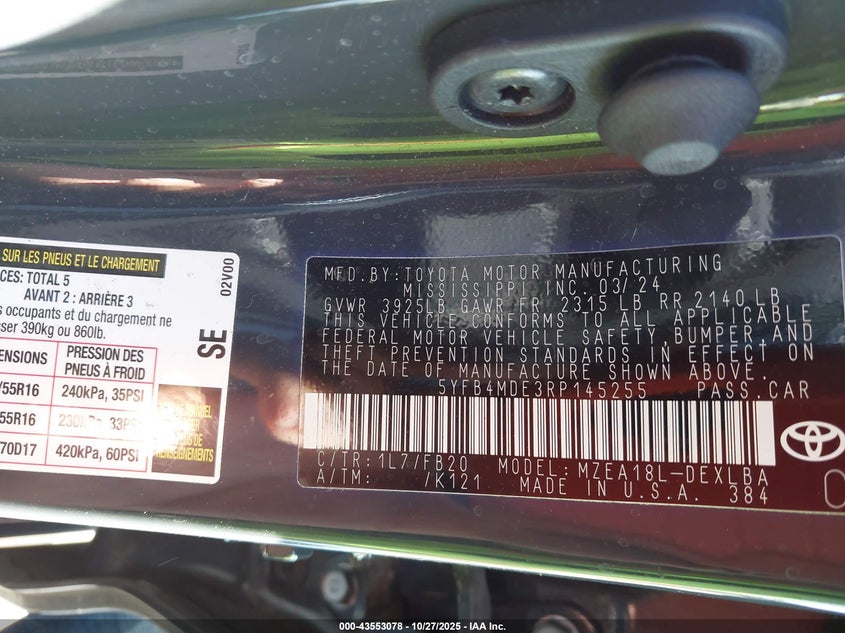 SUR LES PNEUS ET LE CHARGEMENT
CES: TOTAL 5
AVANT 2 : ARRIÈRE 3
s occupants et du chargement ne
ser 390kg ou 860lb.
ENSIONS
PRESSION DES PNEUS À FROID
/55R16
240kPa, 35PSI
55R16
230kPa, 33PSI
70D17
420kPa, 60PSI
RENSEIGNEMENTS
02V00
SE
MFD.BY:TOYOTA MOTOR MANUFACTURING
MISSISSIPPI, INC. 03/24
GVWR 3925LB GAWR FR 2315 LB RR 2140LB
THIS VEHICLE CONFORMS TO ALL APPLICABLE
FEDERAL MOTOR VEHICLE SAFETY,BUMPER,AND
THEFT PREVENTION STANDARDS IN EFFECT ON
THE DATE OF MANUFACTURE SHOWN ABOVE.
5YFB4MDE3RP145255 PASS.CAR
C/TR: 1L7/FB20 MODEL:MZEA18L-DEXLBA
A/TM: /K121 MADE IN U.S.A. 384
TOYOTA
000-43553078 - 10/27/2025 - IAA Inc.